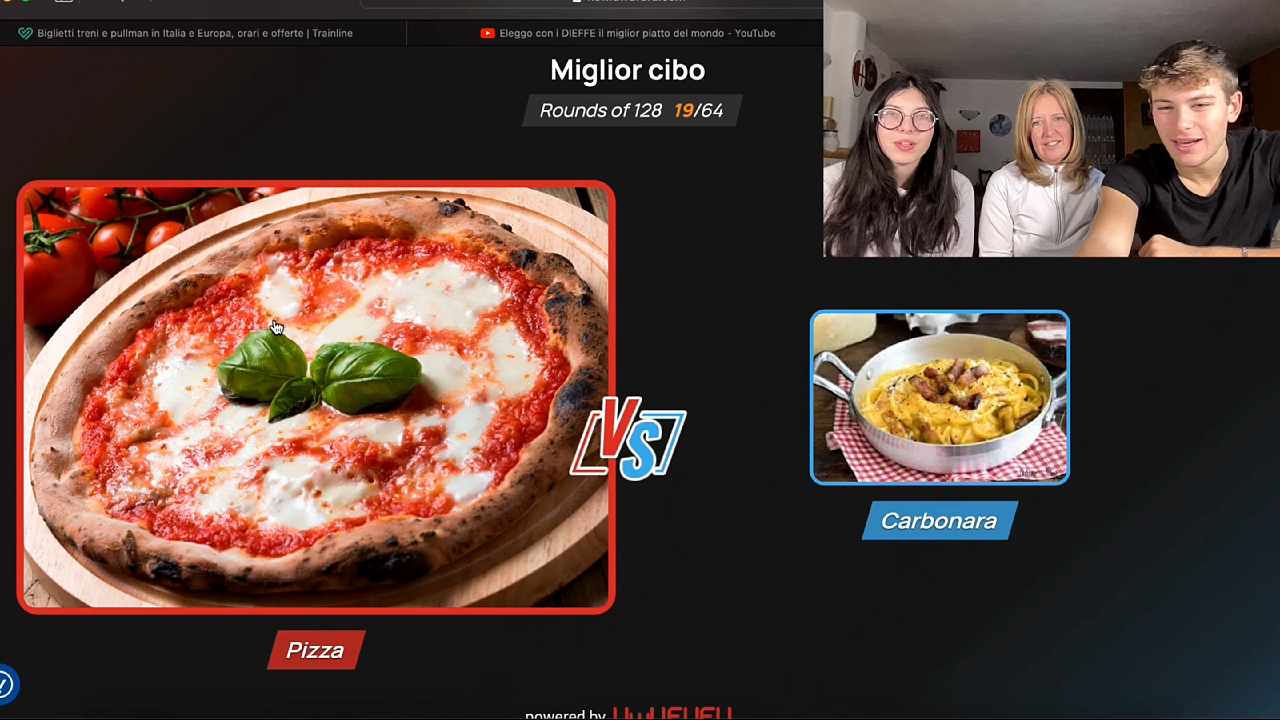 Biglietti treni e pullman in Italia e Europa, orari e offerte | Trainline
Eleggo con i DIEFFE il miglior piatto del mondo - YouTube
Miglior cibo
Rounds of 128 19/64
VS
Carbonara
Pizza
powered by